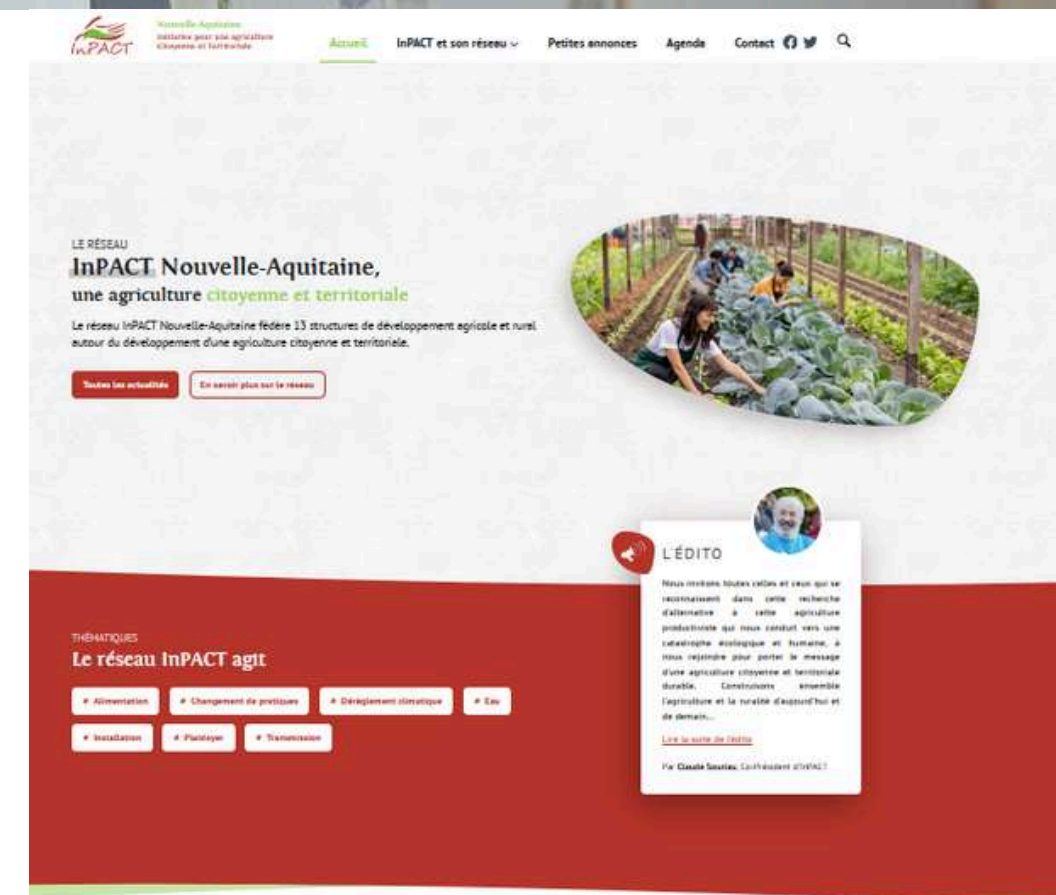 InPACT
Nouvelle-Aquitaine
Initiative pour une agriculture
Citoyenne et Territoriale
Accueil
InPACT et son réseau
Petites annonces
Agenda
Contact
LE RÉSEAU
InPACT Nouvelle-Aquitaine,
une agriculture citoyenne et territoriale
Le réseau InPACT Nouvelle-Aquitaine fédère 13 structures de développement agricole et rural
autour du développement d'une agriculture citoyenne et territoriale.
Toutes les actualités
En savoir plus sur le réseau
L'ÉDITO
Nous invitons toutes celles et ceux qui se
reconnaissent dans cette recherche
d'alternative à cette agriculture
productiviste qui nous conduit vers une
catastrophe écologique et humaine, à
nous rejoindre pour porter le message
d'une agriculture citoyenne et territoriale
durable. Construisons ensemble
l'agriculture et la ruralité d'aujourd'hui et
de demain...
Lire la suite de l'édito
Par Claude Souriau, Co-Président d'InPACT
THÉMATIQUES
Le réseau InPACT agit
# Alimentation
# Changement de pratiques
# Dérèglement climatique
# Eau
# Installation
# Plaidoyer
# Transmission